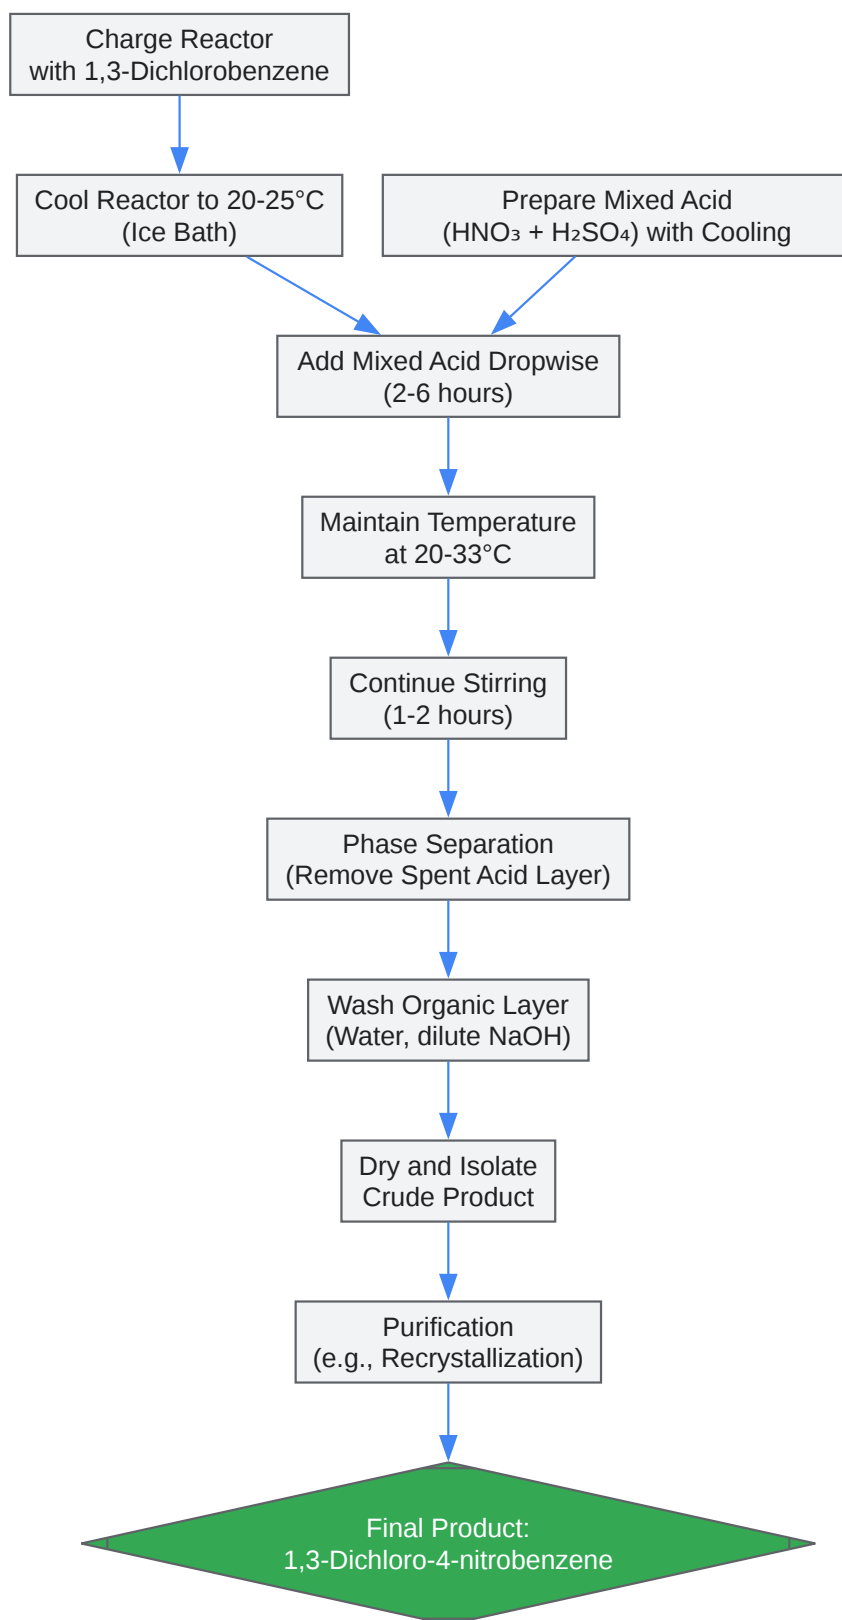 Charge Reactor
with 1,3-Dichlorobenzene
Cool Reactor to 20-25°C
(Ice Bath)
Prepare Mixed Acid
(HNO₃ + H₂SO₄) with Cooling
Add Mixed Acid Dropwise
(2-6 hours)
Maintain Temperature
at 20-33°C
Continue Stirring
(1-2 hours)
Phase Separation
(Remove Spent Acid Layer)
Wash Organic Layer
(Water, dilute NaOH)
Dry and Isolate
Crude Product
Purification
(e.g., Recrystallization)
Final Product:
1,3-Dichloro-4-nitrobenzene